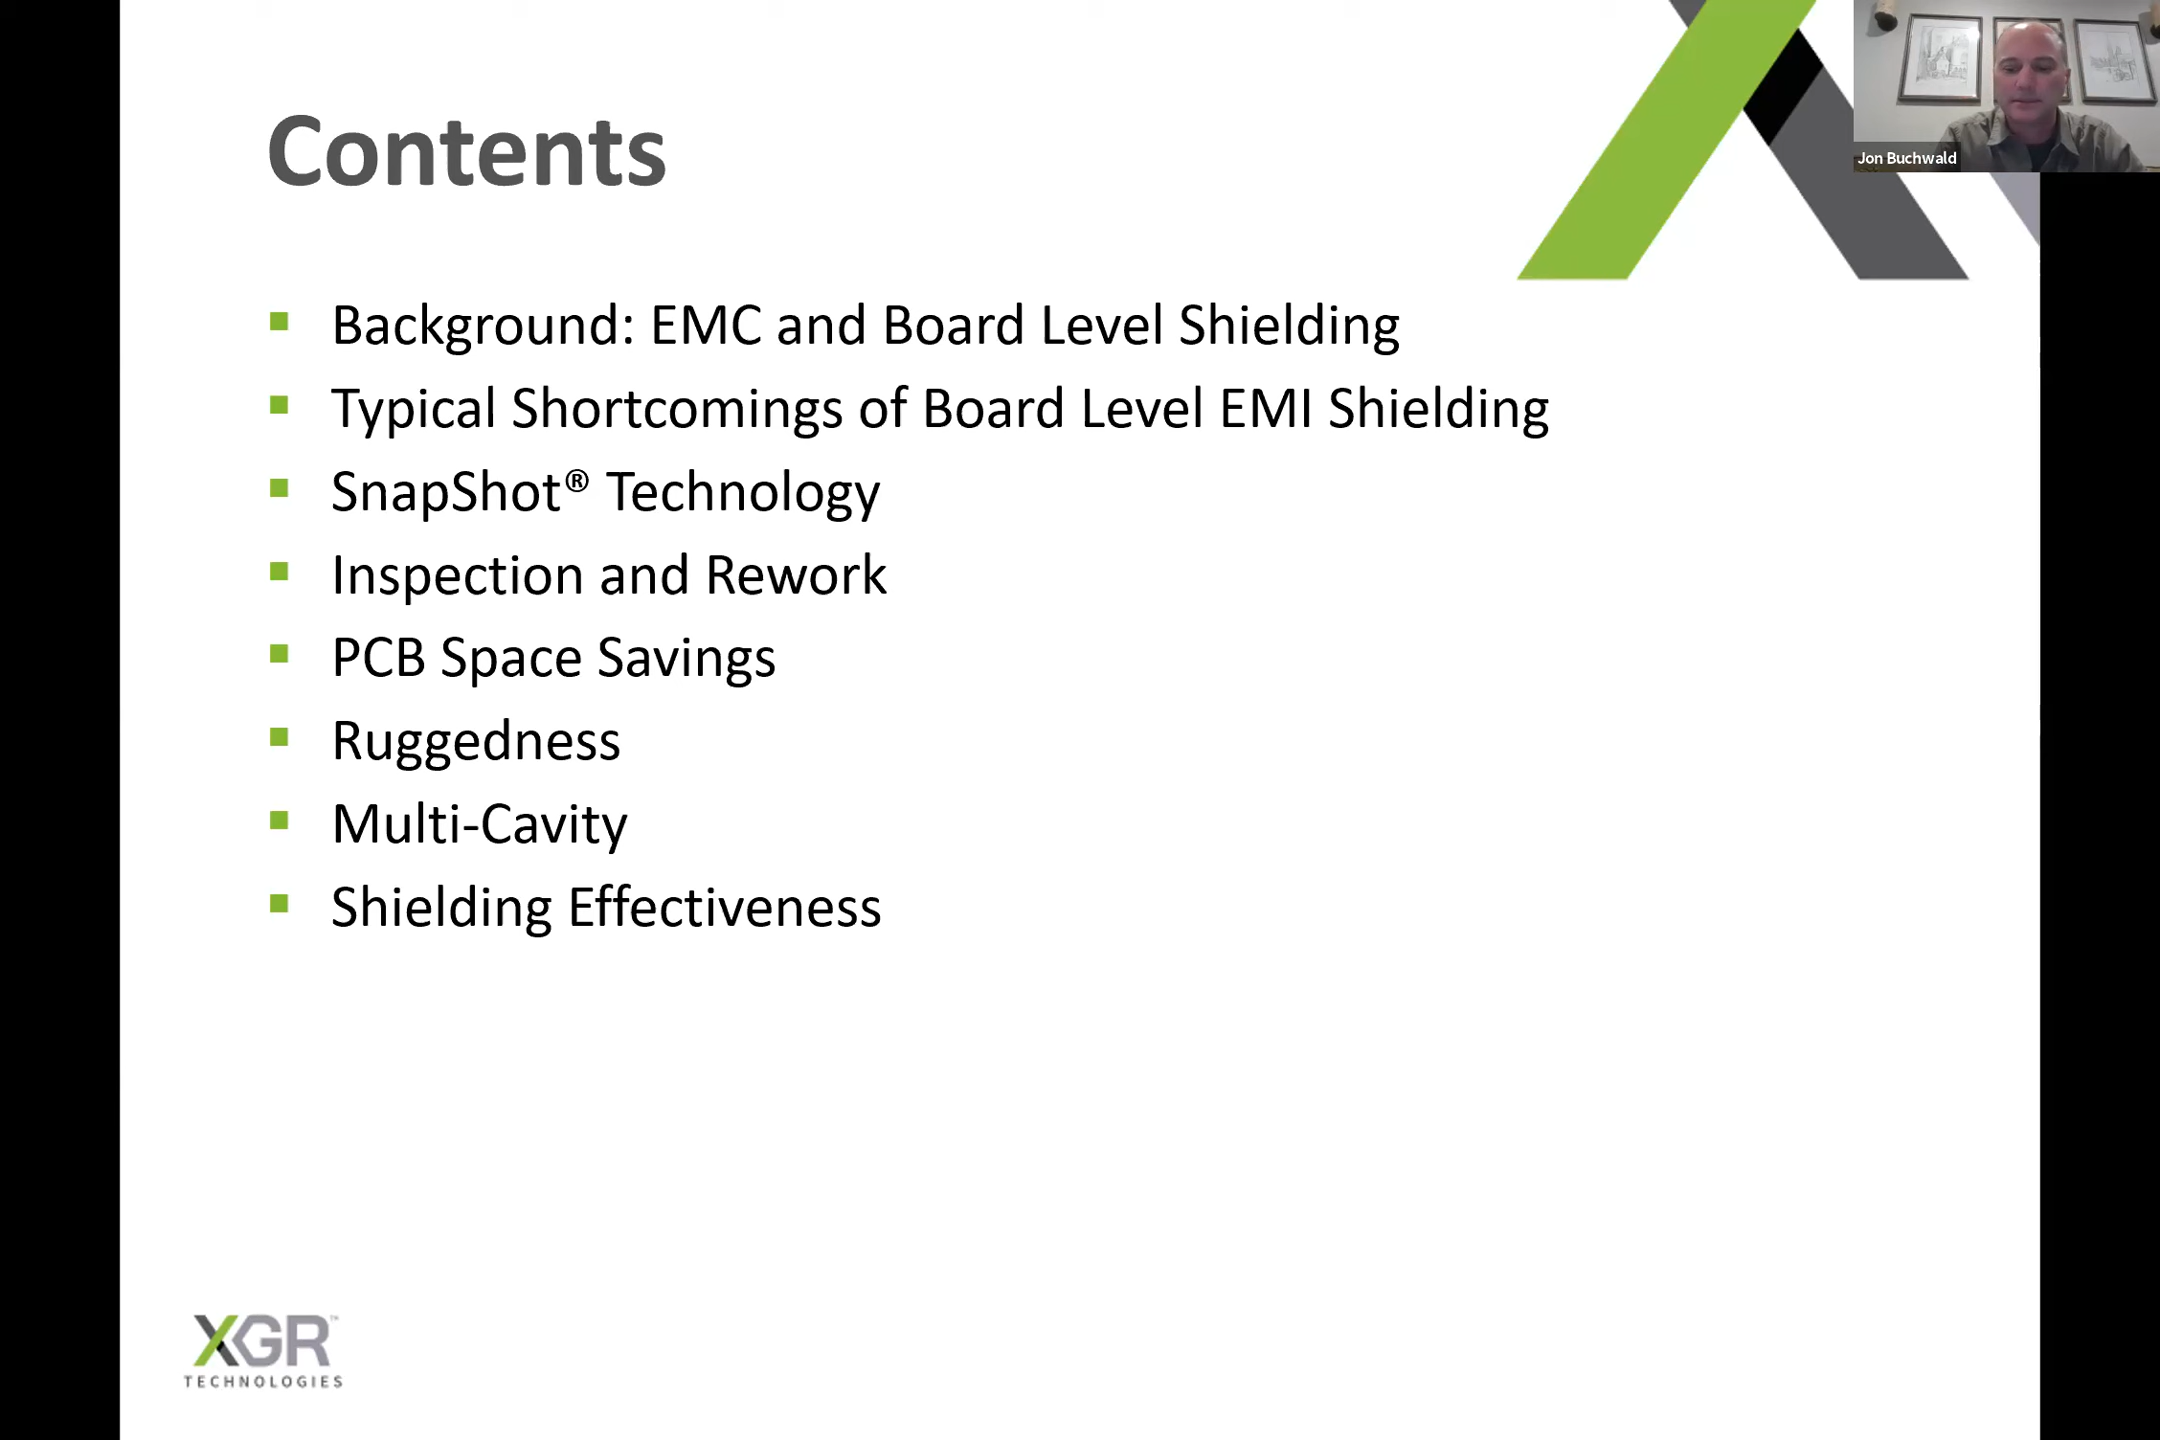 Contents
Jon Buchwald
Background: EMC and Board Level Shielding
Typical Shortcomings of Board Level EMI Shielding
SnapShot® Technology
Inspection and Rework
PCB Space Savings
Ruggedness
Multi-Cavity
Shielding Effectiveness
XGR™
TECHNOLOGIES